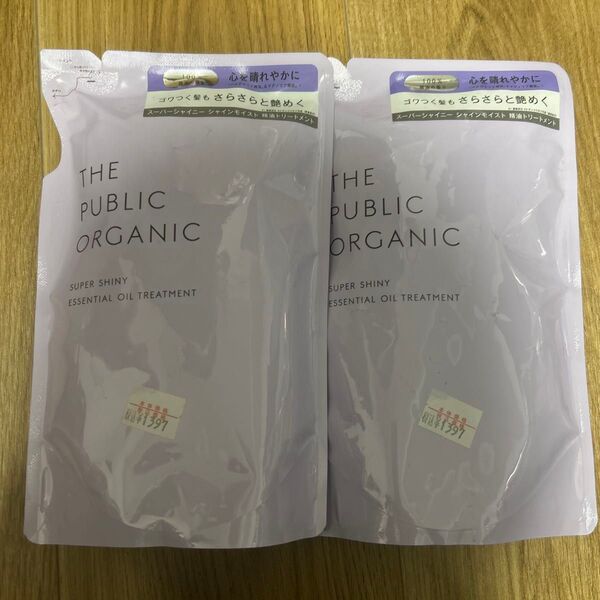 100%
心を晴れやかに
ゴワつく髪も さらさらと艶めく
スーパーシャイニー シャインモイスト 精油トリートメント
THE
PUBLIC
ORGANIC
SUPER SHINY
ESSENTIAL OIL TREATMENT
¥1397
100%
心を晴れやかに
ゴワつく髪も さらさらと艶めく
スーパーシャイニー シャインモイスト 精油トリートメント
THE
PUBLIC
ORGANIC
SUPER SHINY
ESSENTIAL OIL TREATMENT
¥1397